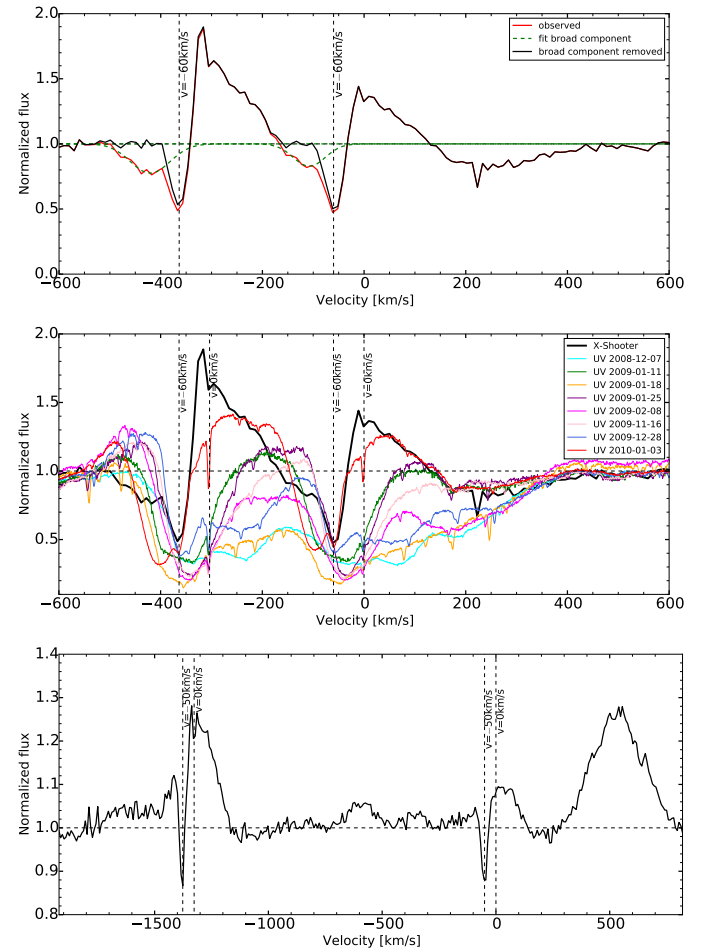 observed
fit broad component
broad component removed
v=−60km/s
v=−60km/s
Normalized flux
2.0
1.5
1.0
0.5
0.0
−600 −400 −200 0 200 400 600
Velocity [km/s]
X-Shooter
UV 2008-12-07
UV 2009-01-11
UV 2009-01-18
UV 2009-01-25
UV 2009-02-08
UV 2009-11-16
UV 2009-12-28
UV 2010-01-03
v=−60km/s
v=0km/s
v=−60km/s
v=0km/s
Normalized flux
2.0
1.5
1.0
0.5
−600 −400 −200 0 200 400 600
Velocity [km/s]
v=−50km/s
v=0km/s
v=−50km/s
v=0km/s
Normalized flux
1.4
1.3
1.2
1.1
1.0
0.9
0.8
−1500 −1000 −500 0 500
Velocity [km/s]